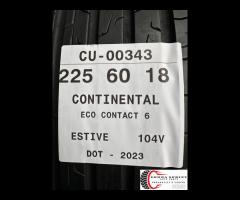 CU-00343
225 60 18
CONTINENTAL
ECO CONTACT 6
ESTIVE 104V
DOT - 2023